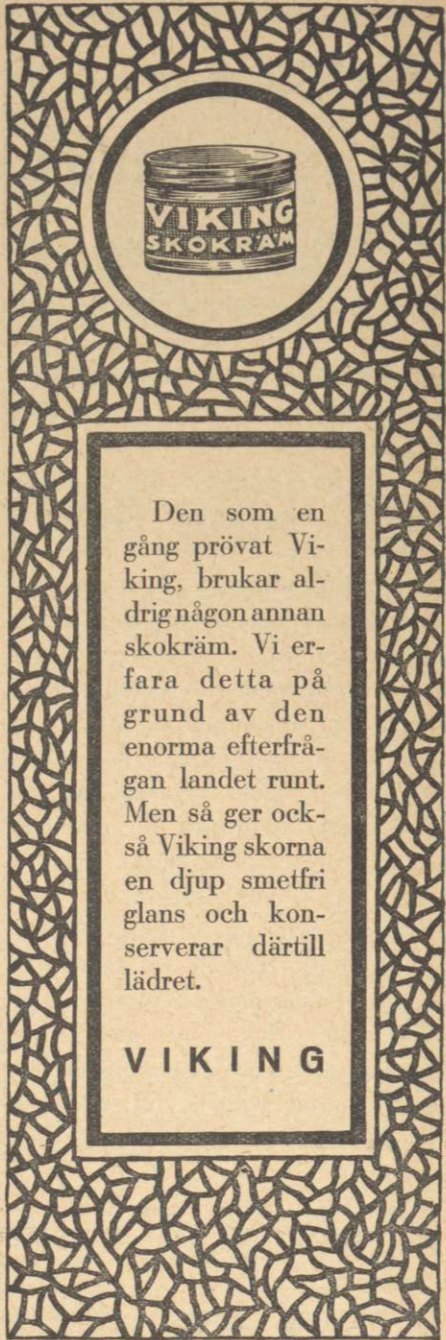 VIKING
SKOKRÄM
Den som en
gång prövat Vi-
king, brukar al-
drig någon annan
skokräm. Vi er-
fara detta på
grund av den
enorma efterfrå-
gan landet runt.
Men så ger ock-
så Viking skorna
en djup smetfri
glans och kon-
serverar därtill
lädret.
VIKING